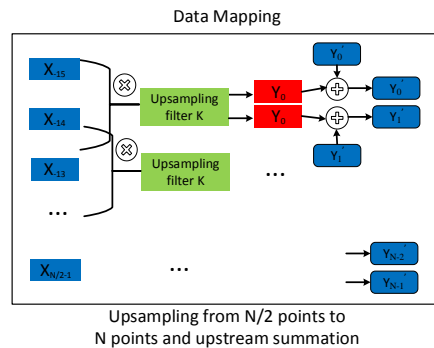 Data Mapping
X-15
X-14
X-13
...
XN/2-1
Upsampling
filter K
Upsampling
filter K
...
Y0
Y0
...
Y0'
Y0'
Y1'
Y1'
YN-2'
YN-1'
Upsampling from N/2 points to
N points and upstream summation